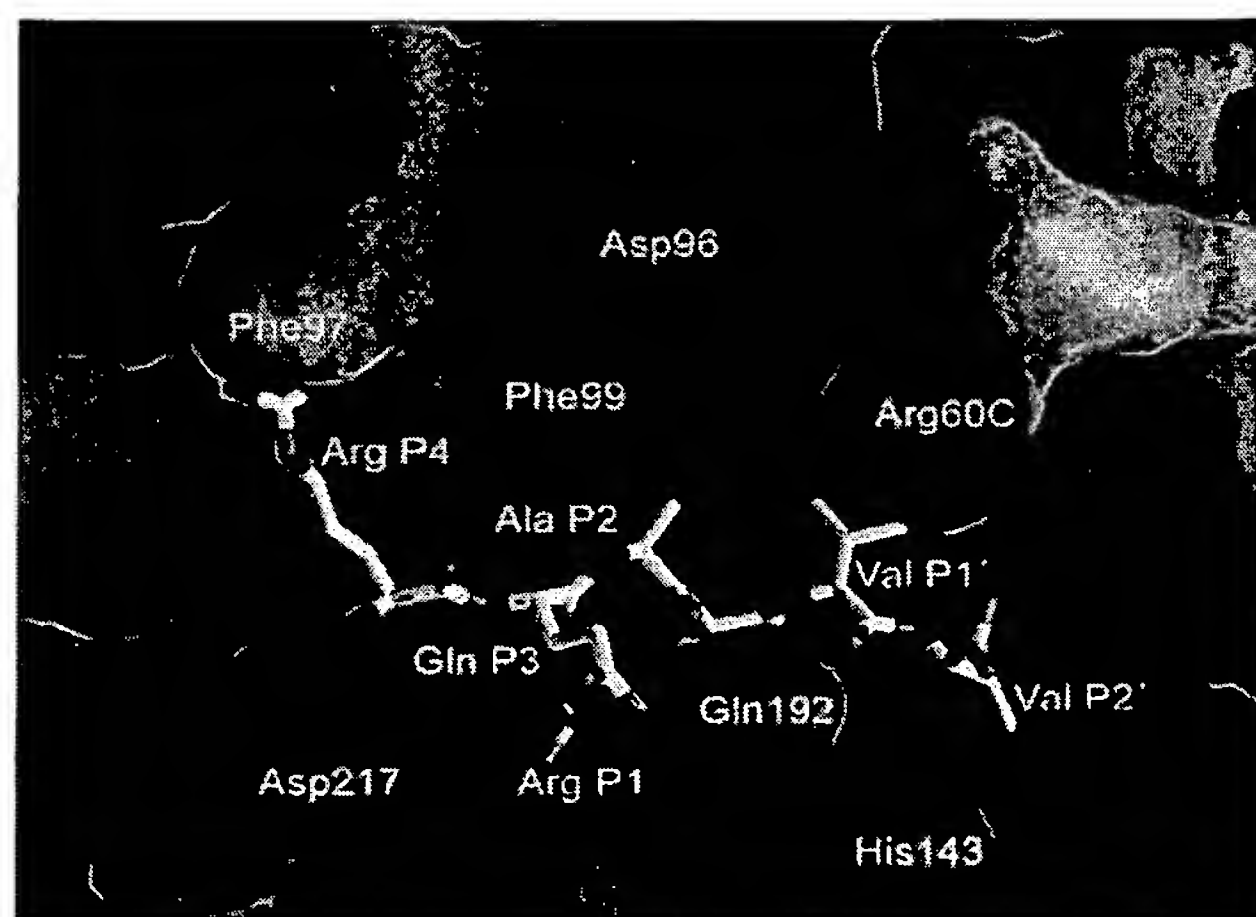 Asp96
Phe97
Phe99
Arg60C
Arg P4
Ala P2
Val P1'
Gln P3
Gln192
Val P2'
Asp217
Arg P1
His143